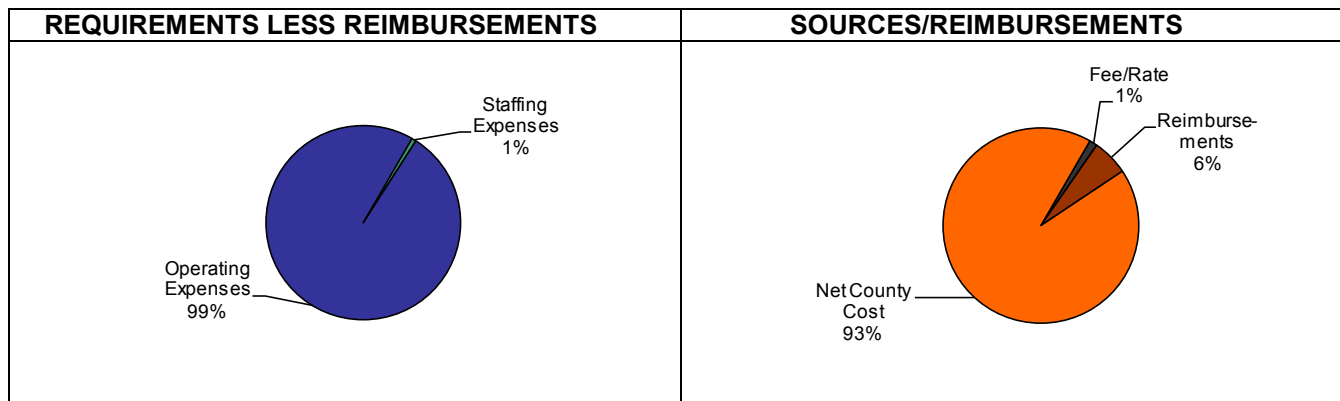 REQUIREMENTS LESS REIMBURSEMENTS
Staffing
Expenses
1%
Operating
Expenses
99%
SOURCES/REIMBURSEMENTS
Fee/Rate
1%
Reimburse-
ments
6%
Net County
Cost
93%